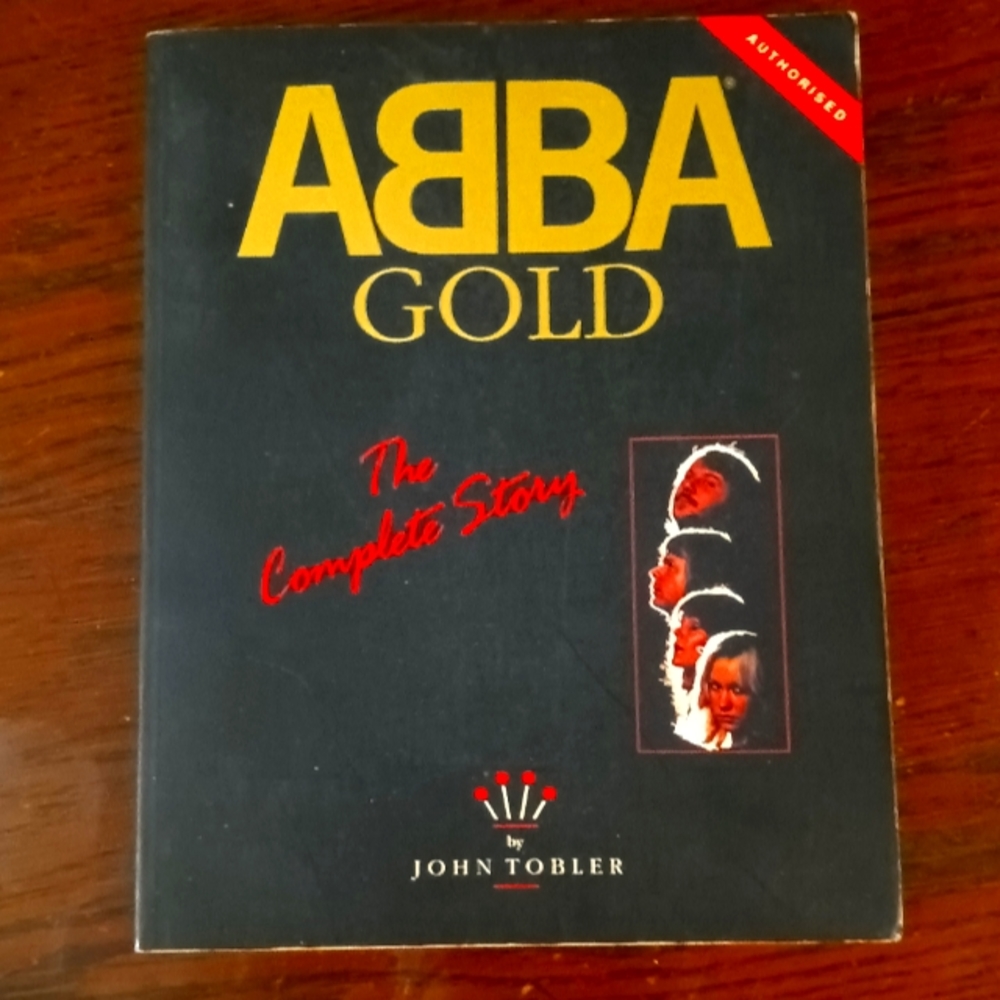 AUTHORISED
ABBA®
GOLD
The
Complete Story
by
JOHN TOBLER